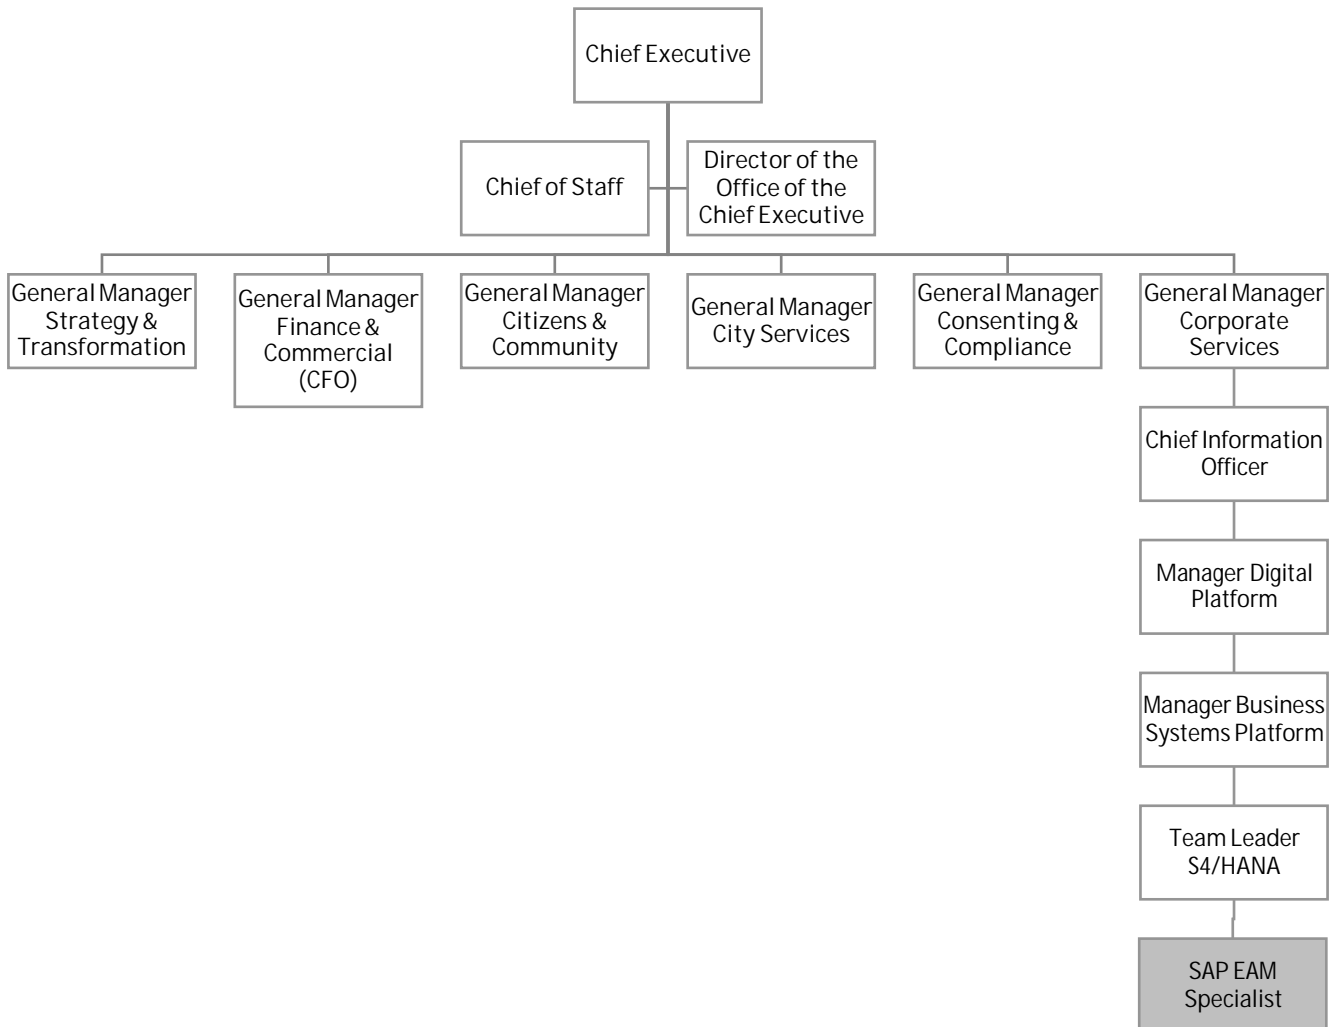 Chief Executive
Chief of Staff
Director of the
Office of the
Chief Executive
General Manager
Strategy &
Transformation
General Manager
Finance &
Commercial
(CFO)
General Manager
Citizens &
Community
General Manager
City Services
General Manager
Consenting &
Compliance
General Manager
Corporate
Services
Chief Information
Officer
Manager Digital
Platform
Manager Business
Systems Platform
Team Leader
S4/HANA
SAP EAM
Specialist